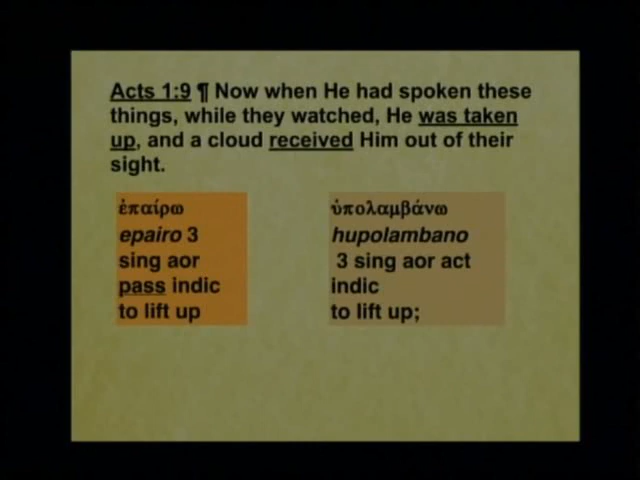 Acts 1:9 ¶ Now when He had spoken these
things, while they watched, He was taken
up, and a cloud received Him out of their
sight.
ἐπαίρω
epairo 3
sing aor
pass indic
to lift up
ὑπολαμβάνω
hupolambano
3 sing aor act
indic
to lift up;